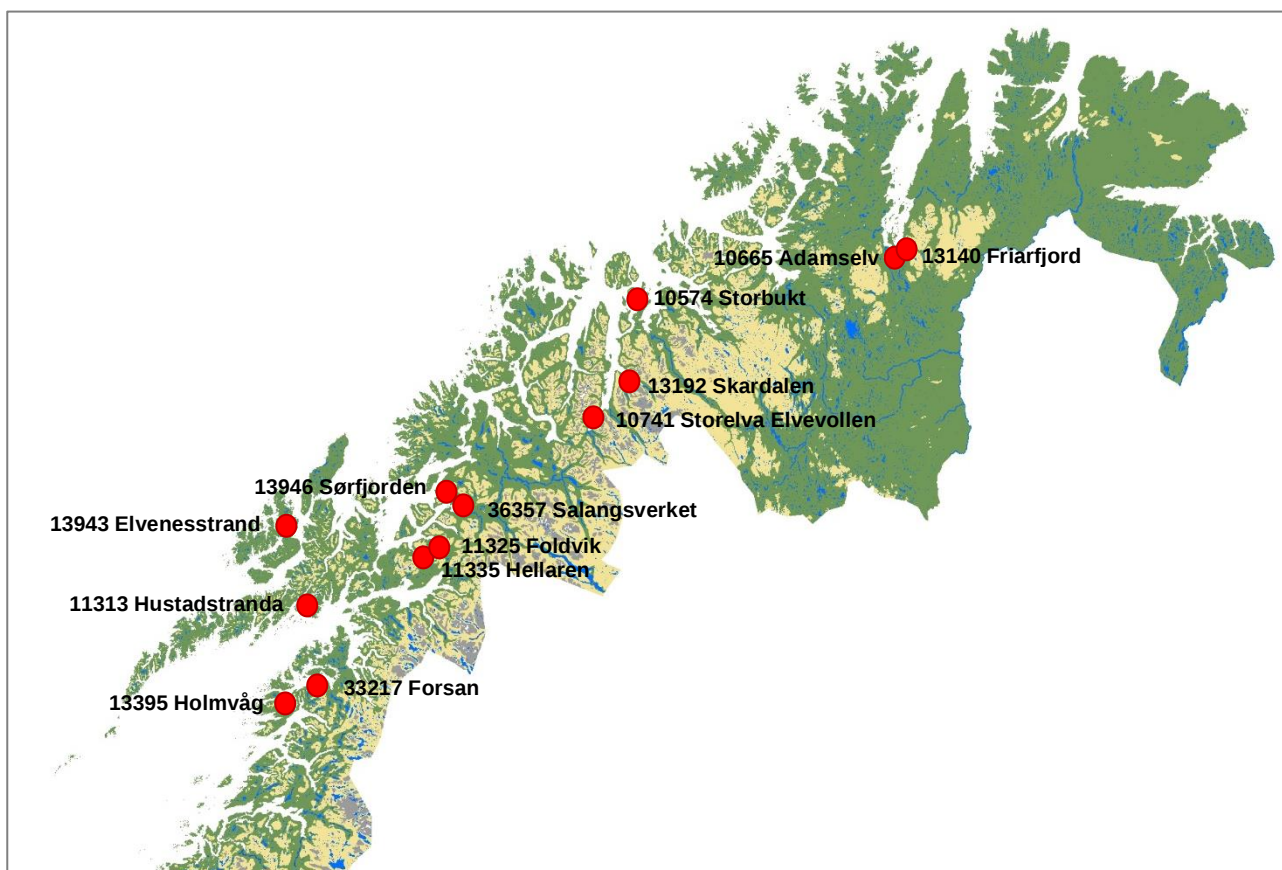 10665 Adamselv
13140 Friarfjord
10574 Storbukt
13192 Skardalen
10741 Storelva Elvevollen
13946 Sørfjorden
36357 Salangsverket
13943 Elvenesstrand
11325 Foldvik
11335 Hellaren
11313 Hustadstranda
33217 Forsan
13395 Holmvåg